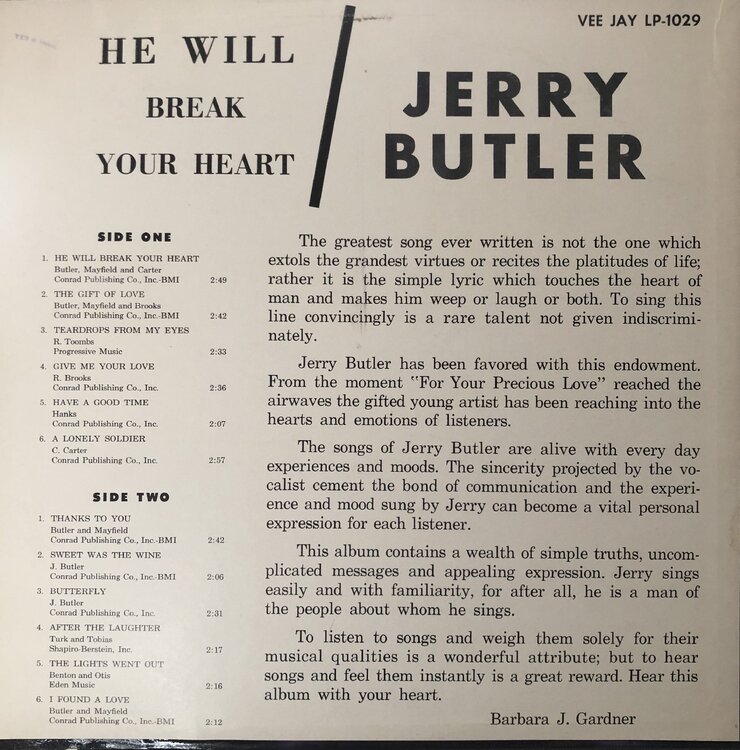 VEE JAY LP-1029
HE WILL
BREAK
YOUR HEART
JERRY
BUTLER
SIDE ONE
1. HE WILL BREAK YOUR HEART
Butler, Mayfield and Carter
Conrad Publishing Co., Inc.-BMI 2:49
2. THE GIFT OF LOVE
Butler, Mayfield and Brooks
Conrad Publishing Co., Inc.-BMI 2:42
3. TEARDROPS FROM MY EYES
R. Toombs
Progressive Music 2:33
4. GIVE ME YOUR LOVE
R. Brooks
Conrad Publishing Co., Inc. 2:36
5. HAVE A GOOD TIME
Hanks
Conrad Publishing Co., Inc. 2:07
6. A LONELY SOLDIER
C. Carter
Conrad Publishing Co., Inc. 2:57
SIDE TWO
1. THANKS TO YOU
Butler and Mayfield
Conrad Publishing Co., Inc.-BMI 2:42
2. SWEET WAS THE WINE
J. Butler
Conrad Publishing Co., Inc.-BMI 2:06
3. BUTTERFLY
J. Butler
Conrad Publishing Co., Inc. 2:31
4. AFTER THE LAUGHTER
Turk and Tobias
Shapiro-Berstein, Inc. 2:17
5. THE LIGHTS WENT OUT
Benton and Otis
Eden Music 2:16
6. I FOUND A LOVE
Butler and Mayfield
Conrad Publishing Co., Inc.-BMI 2:12
The greatest song ever written is not the one which
extols the grandest virtues or recites the platitudes of life;
rather it is the simple lyric which touches the heart of
man and makes him weep or laugh or both. To sing this
line convincingly is a rare talent not given indiscrimi-
nately.
Jerry Butler has been favored with this endowment.
From the moment "For Your Precious Love" reached the
airwaves the gifted young artist has been reaching into the
hearts and emotions of listeners.
The songs of Jerry Butler are alive with every day
experiences and moods. The sincerity projected by the vo-
calist cement the bond of communication and the experi-
ence and mood sung by Jerry can become a vital personal
expression for each listener.
This album contains a wealth of simple truths, uncom-
plicated messages and appealing expression. Jerry sings
easily and with familiarity, for after all, he is a man of
the people about whom he sings.
To listen to songs and weigh them solely for their
musical qualities is a wonderful attribute; but to hear
songs and feel them instantly is a great reward. Hear this
album with your heart.
Barbara J. Gardner